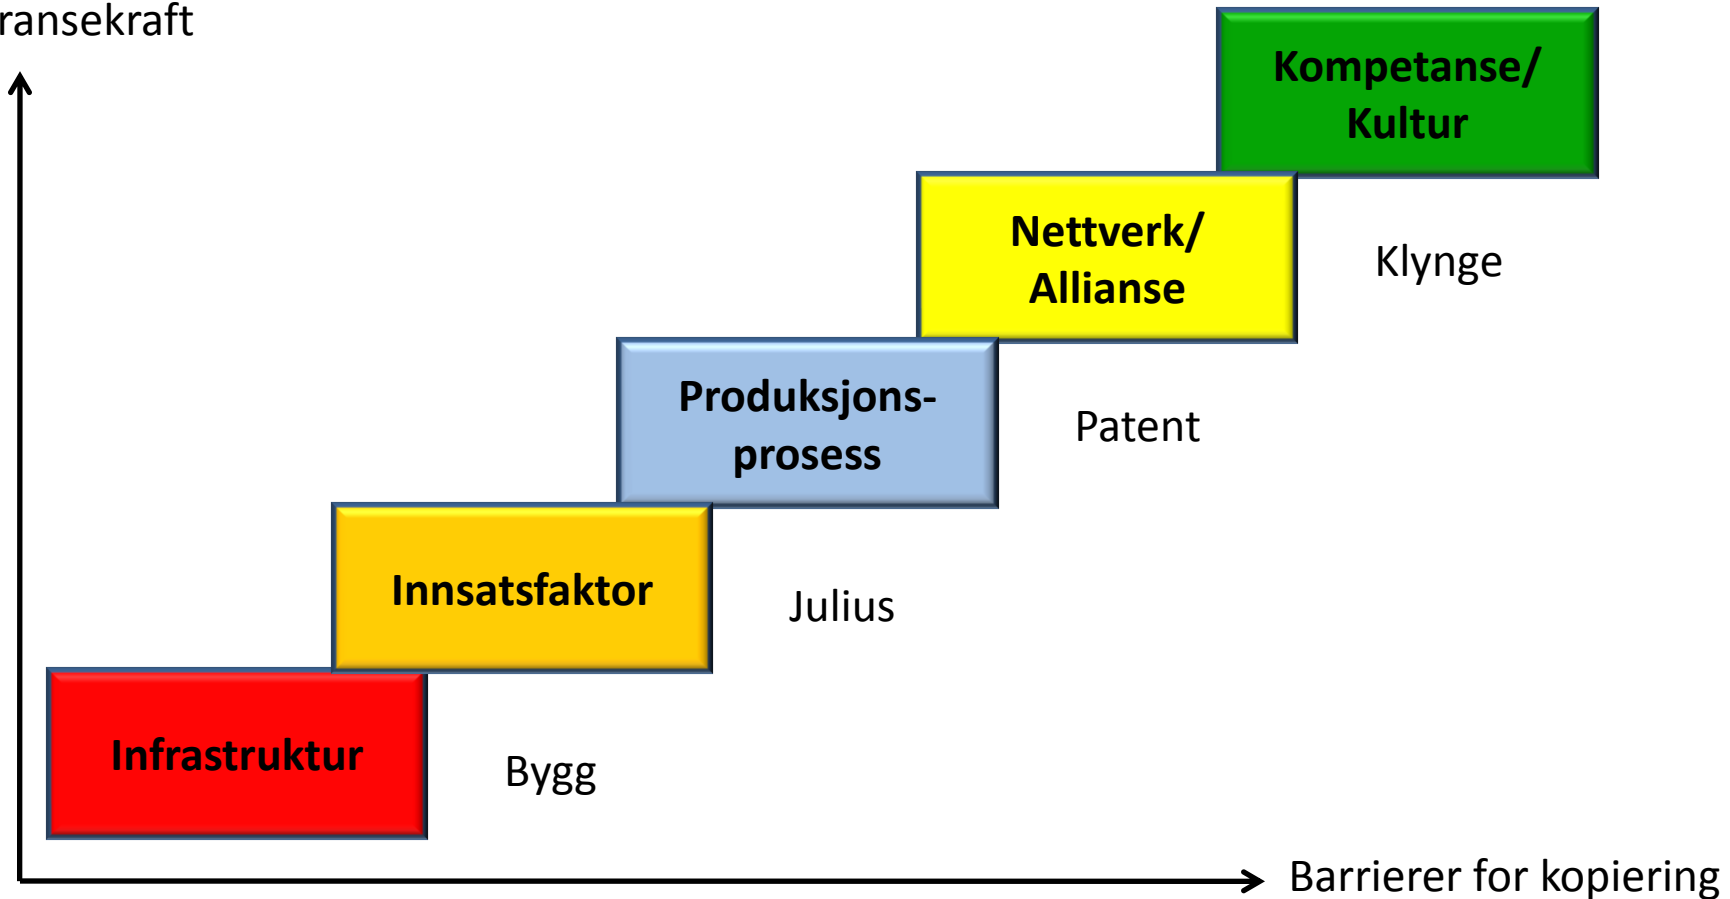 ransekraft
Kompetanse/
Kultur
Nettverk/
Allianse
Klynge
Produksjons-
prosess
Patent
Innsatsfaktor
Julius
Infrastruktur
Bygg
Barrierer for kopiering